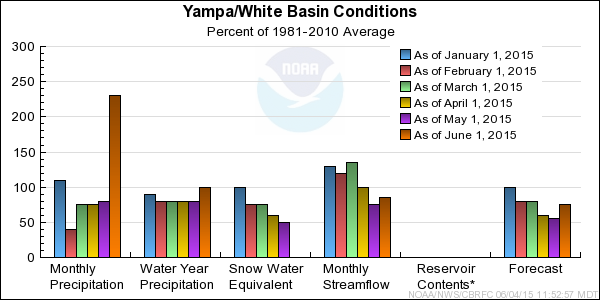 Yampa/White Basin Conditions
Percent of 1981-2010 Average
300
250
200
150
100
50
0
NOAA
As of January 1, 2015
As of February 1, 2015
As of March 1, 2015
As of April 1, 2015
As of May 1, 2015
As of June 1, 2015
Monthly
Precipitation
Water Year
Precipitation
Snow Water
Equivalent
Monthly
Streamflow
Reservoir
Contents*
Forecast
NOAA/NWS/CBRFC 06/04/15 11:52:57 MDT